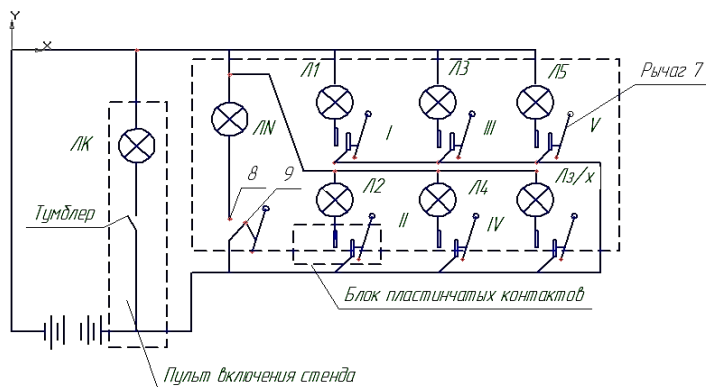 Y
X
Л1
Л3
Л5
Рычаг 7
ЛК
ЛN
I
III
V
8
9
Л2
Л4
Лз/х
Тумблер
II
IV
Блок пластинчатых контактов
Пульт включения стенда